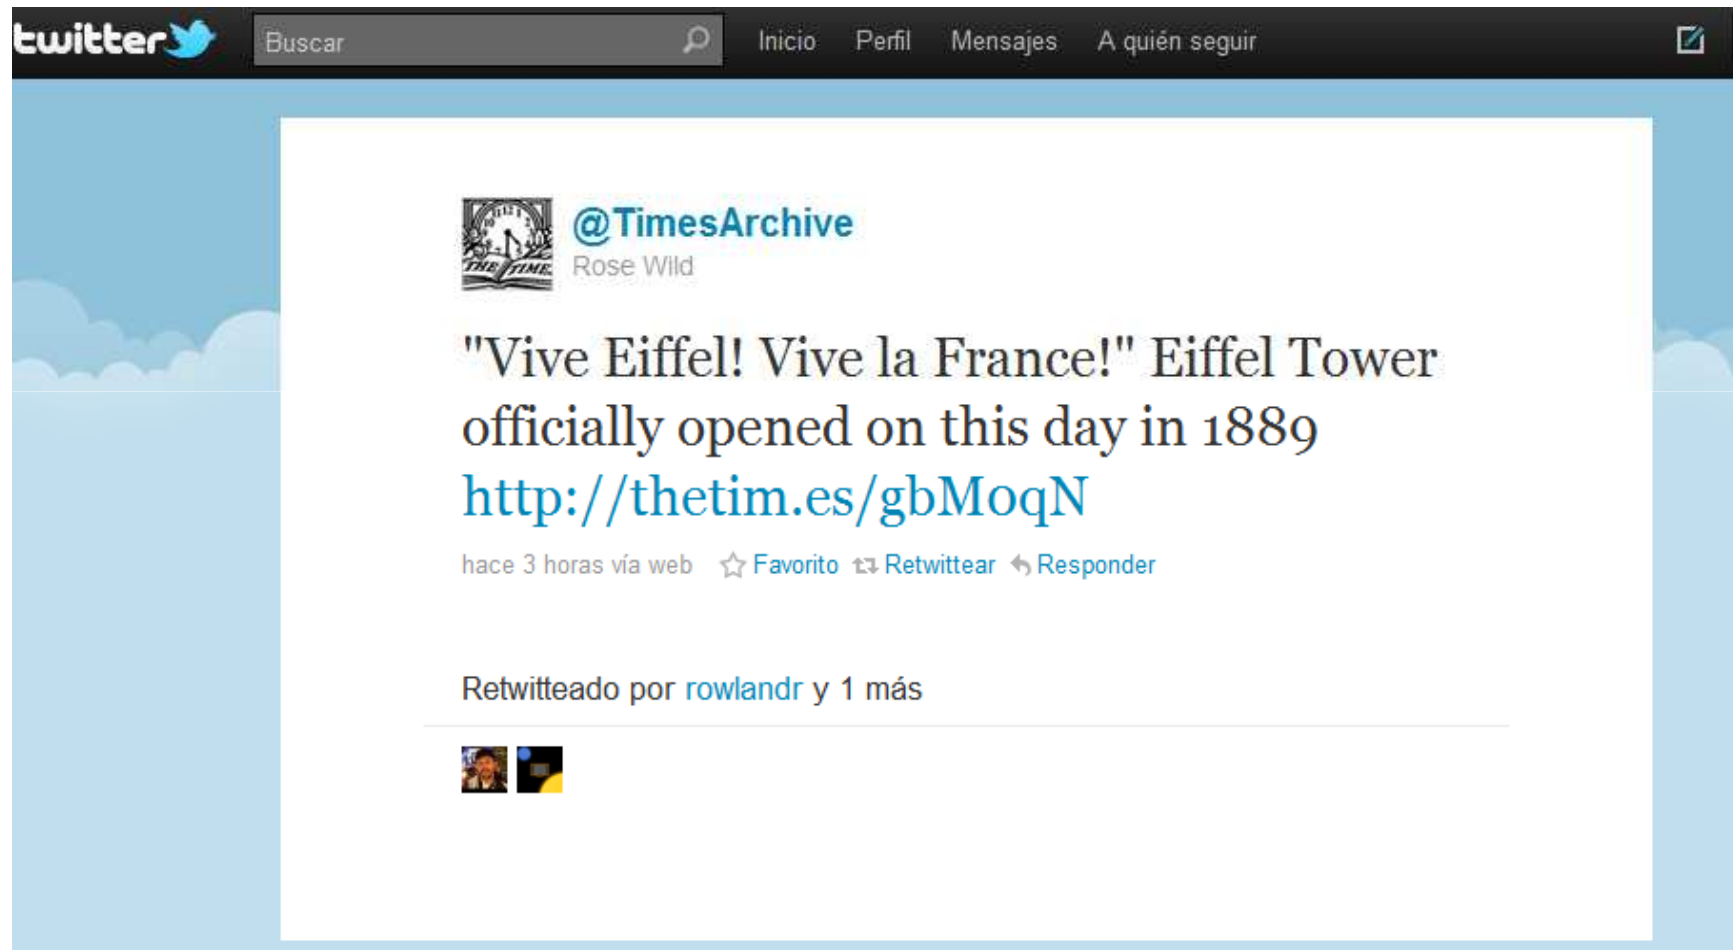 twitter
Buscar
Inicio Perfil Mensajes A quién seguir
@TimesArchive
Rose Wild
THE TIME
"Vive Eiffel! Vive la France!" Eiffel Tower
officially opened on this day in 1889
http://thetim.es/gbMoqN
hace 3 horas vía web Favorito Retwittear Responder
Retwitteado por rowlandr y 1 más